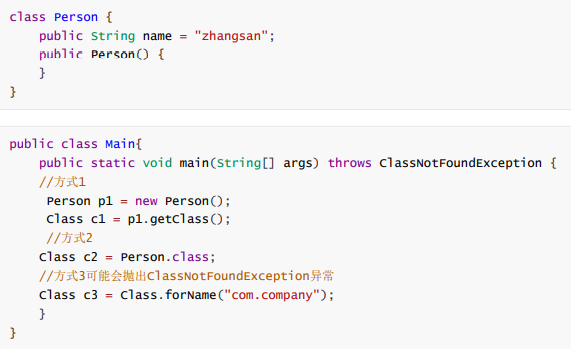 class Person {
    public String name = "zhangsan";
    public Person() {
    }
}
public class Main{
    public static void main(String[] args) throws ClassNotFoundException {
    //方式1
     Person p1 = new Person();
     Class c1 = p1.getClass();
     //方式2
    Class c2 = Person.class;
    //方式3可能会抛出ClassNotFoundException异常
    Class c3 = Class.forName("com.company");
    }
}